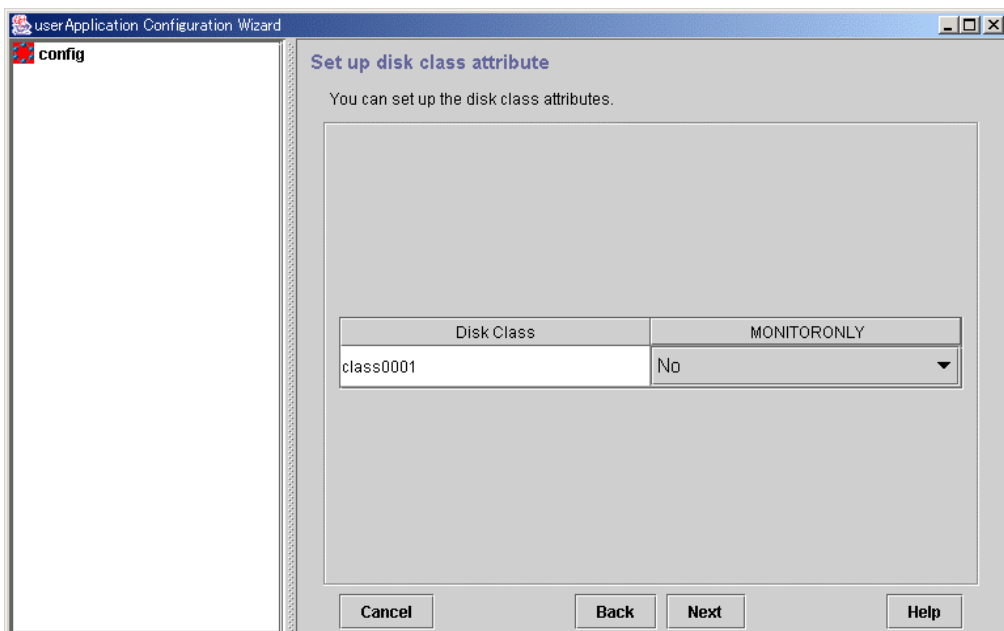 userApplication Configuration Wizard
config
Set up disk class attribute
You can set up the disk class attributes.
Disk Class MONITORONLY
class0001 No
Cancel Back Next Help